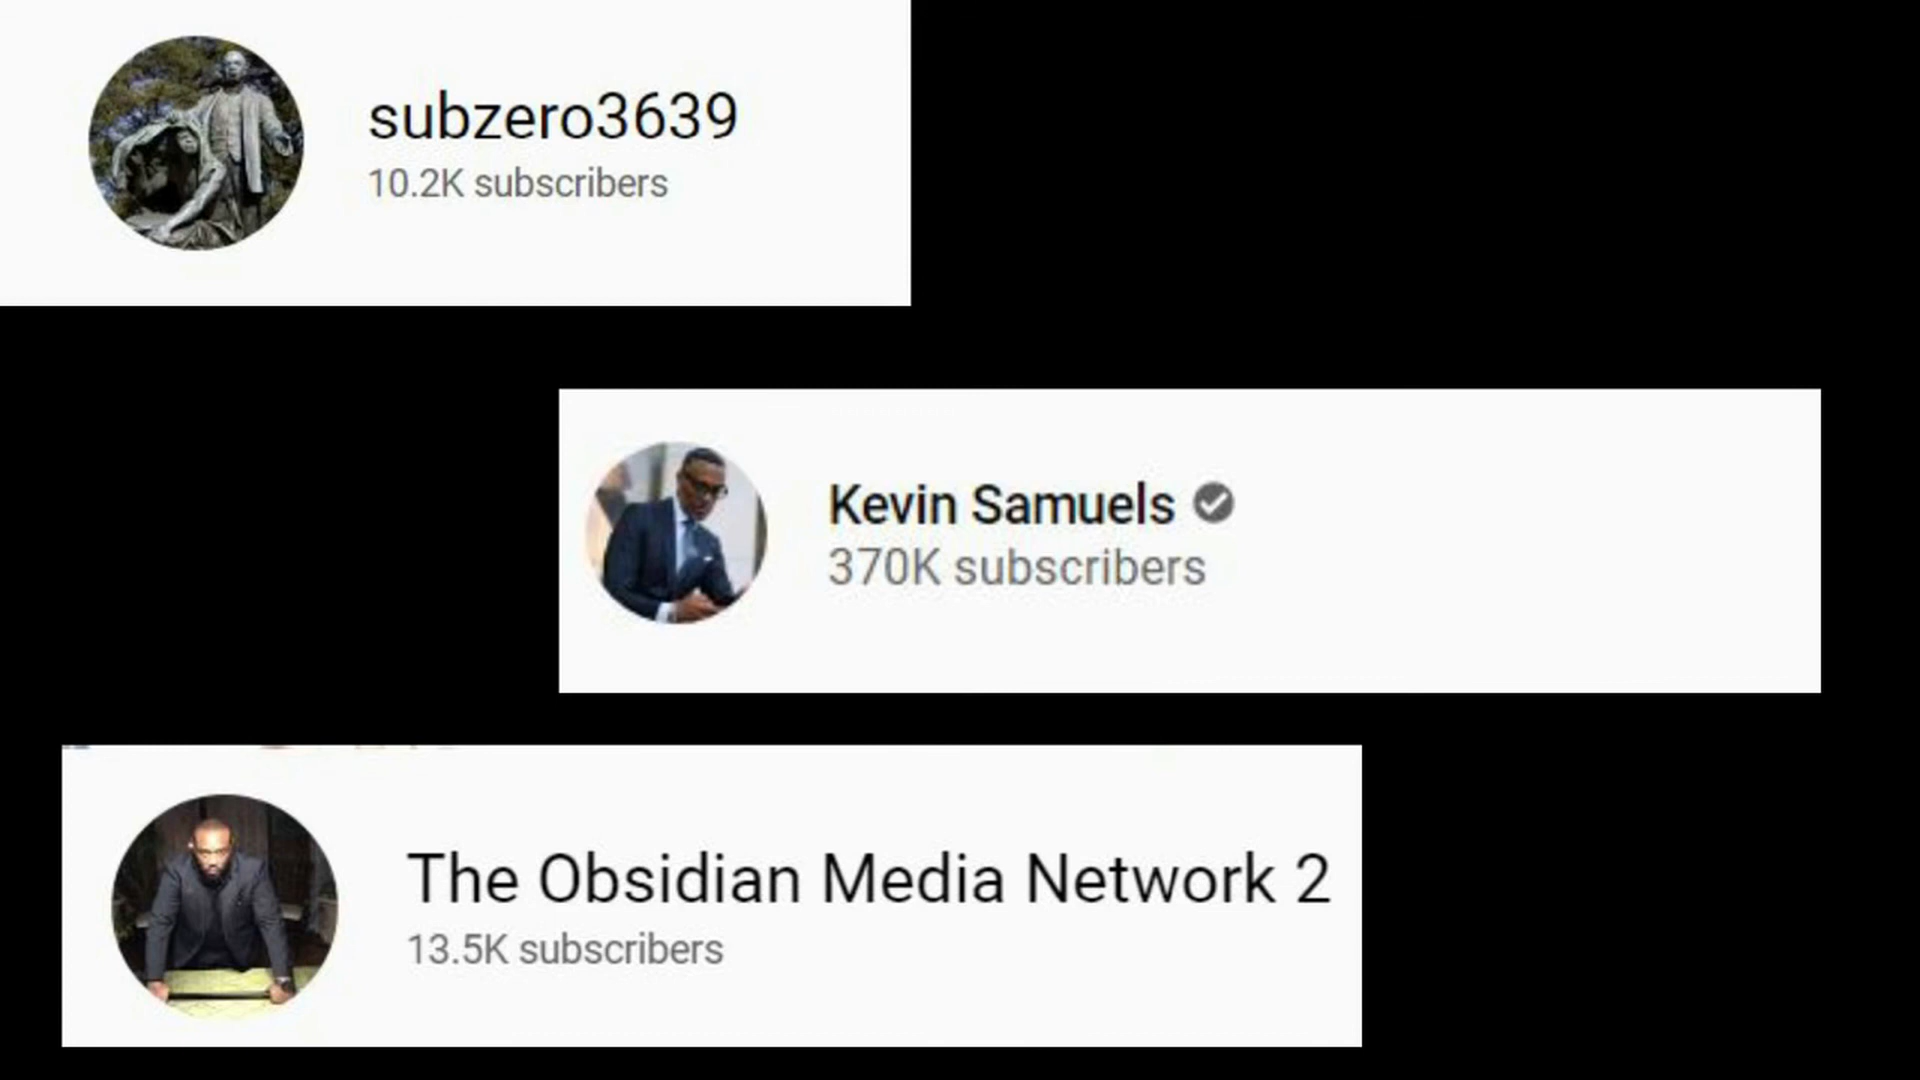 subzero3639
10.2K subscribers
Kevin Samuels
370K subscribers
The Obsidian Media Network 2
13.5K subscribers